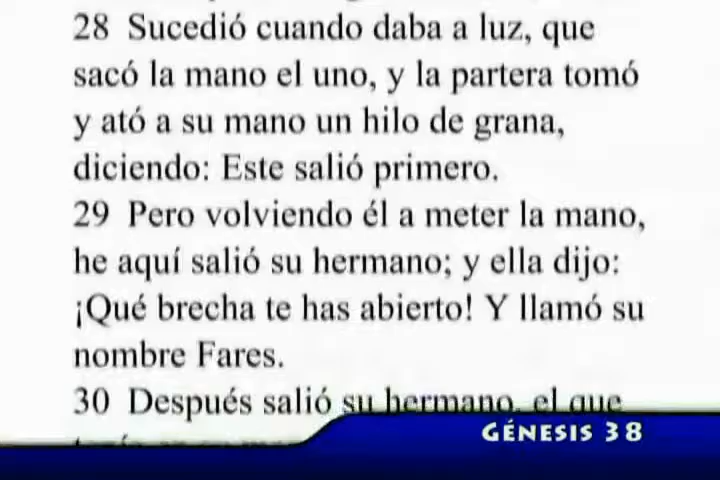 28 Sucedió cuando daba a luz, que
sacó la mano el uno, y la partera tomó
y ató a su mano un hilo de grana,
diciendo: Este salió primero.
29 Pero volviendo él a meter la mano,
he aquí salió su hermano; y ella dijo:
¡Qué brecha te has abierto! Y llamó su
nombre Fares.
30 Después salió su hermano, el que
GÉNESIS 38